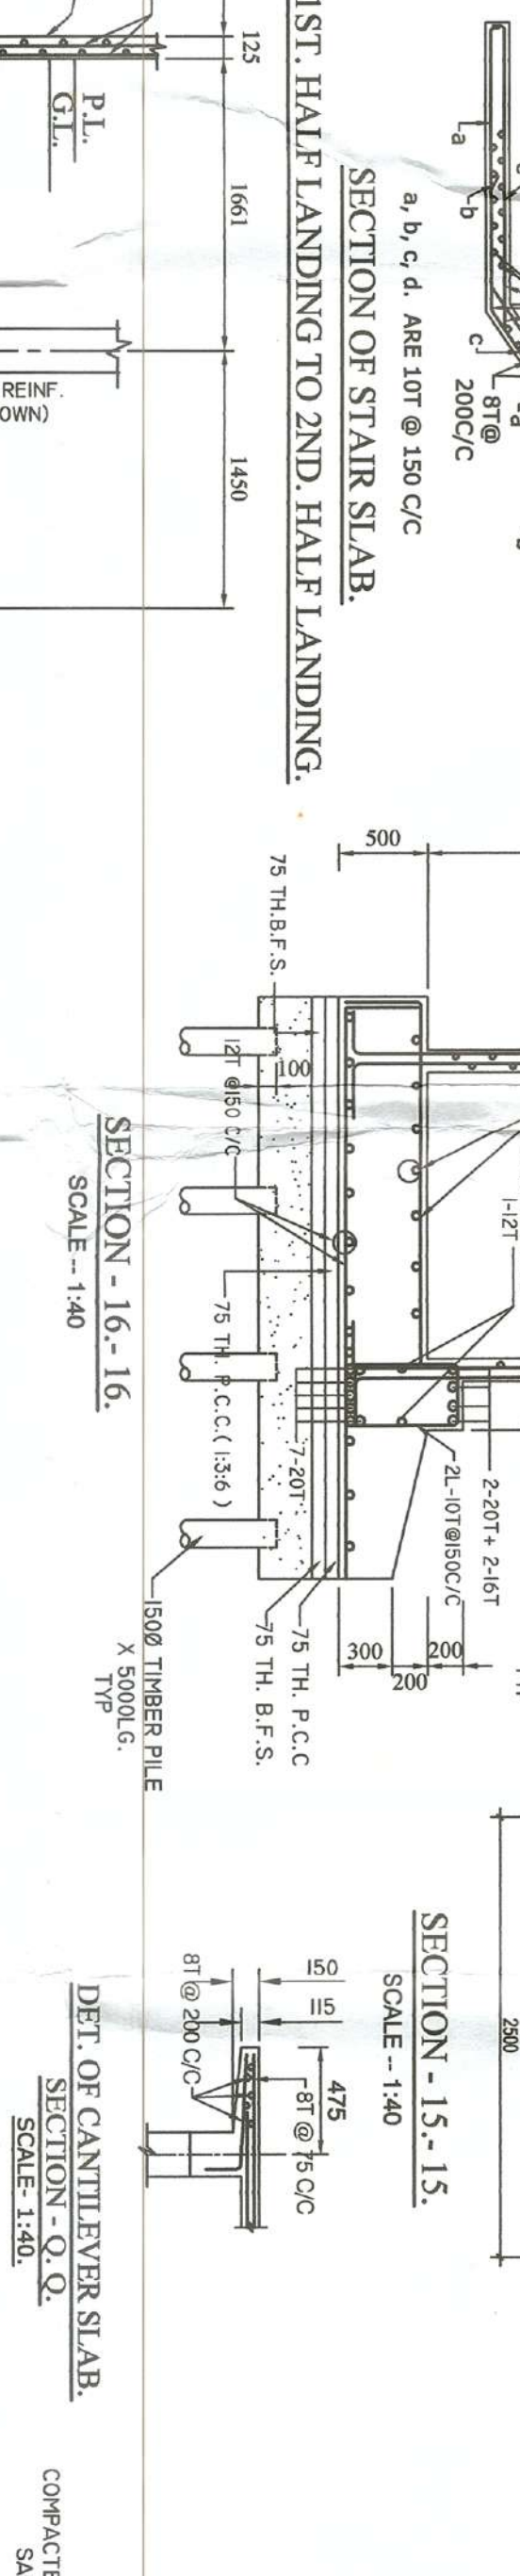 125
P.L.
G.L.
1661
REINF.
OWN)
1450
1ST. HALF LANDING TO 2ND. HALF LANDING.
SECTION OF STAIR SLAB.
a, b, c, d. ARE 10T @ 150 C/C
a
b
c
a
8T@
200C/C
500
75 TH.B.F.S.
100
12T @150 C/C
1-12T
75 TH. P.C.C.( 1:3:6 )
7-20T
2L-10T@150C/C
2-20T+ 2-16T
SECTION - 16.- 16.
SCALE -- 1:40
300
200
200
75 TH. P.C.C
75 TH. B.F.S.
150Ø TIMBER PILE
X 5000LG.
TYP
2500
SECTION - 15.- 15.
SCALE -- 1:40
150
115
475
8T @ 75 C/C
8T @ 200 C/C
DET. OF CANTILEVER SLAB.
SECTION - Q. Q.
SCALE- 1:40.
COMPACTE
SA